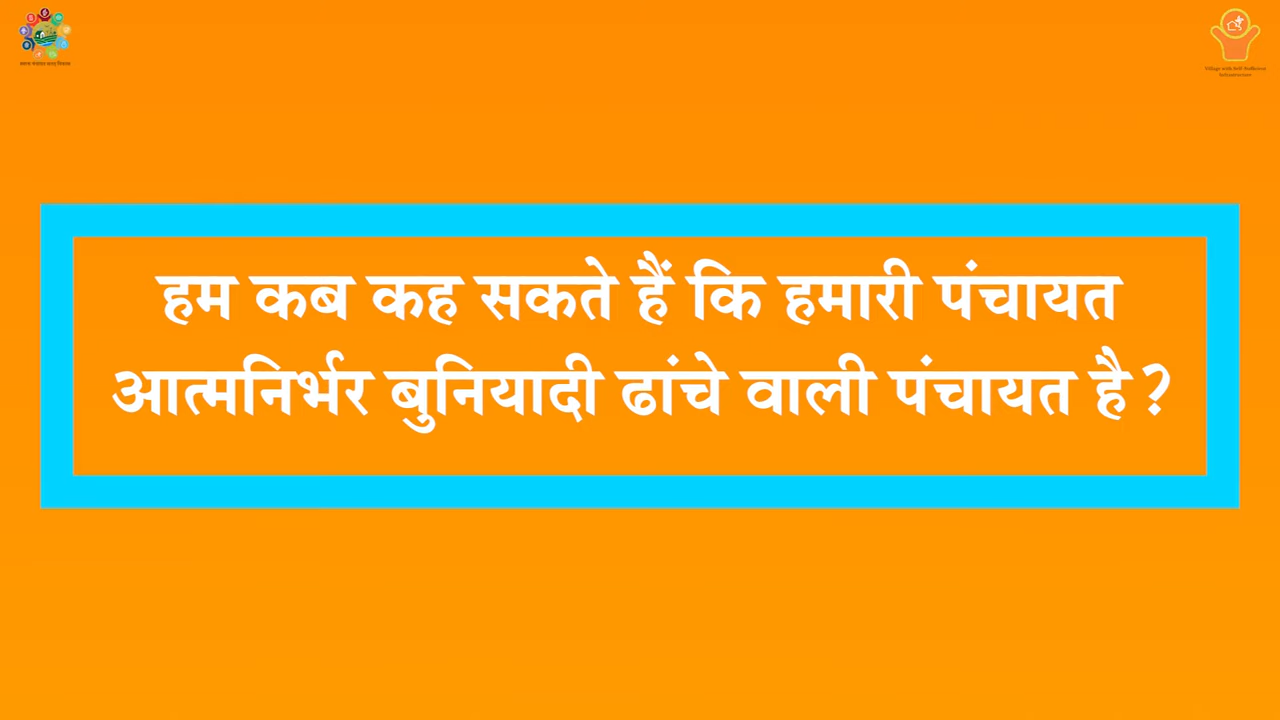 हम कब कह सकते हैं कि हमारी पंचायत
आत्मनिर्भर बुनियादी ढांचे वाली पंचायत है?